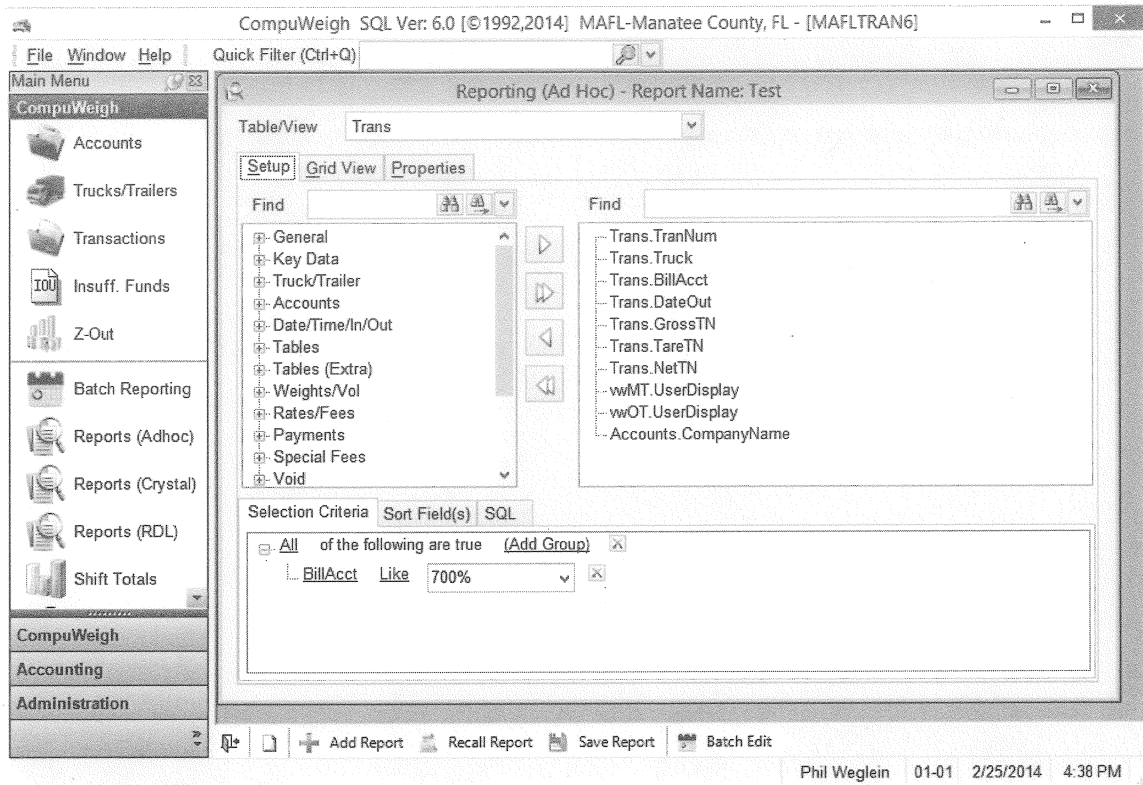 CompuWeigh SQL Ver: 6.0 [©1992,2014] MAFL-Manatee County, FL - [MAFLTRAN6]
File Window Help Quick Filter (Ctrl+Q)
Main Menu
CompuWeigh
Accounts
Trucks/Trailers
Transactions
IOU Insuff. Funds
Z-Out
Batch Reporting
Reports (Adhoc)
Reports (Crystal)
Reports (RDL)
Shift Totals
CompuWeigh
Accounting
Administration
Reporting (Ad Hoc) - Report Name: Test
Table/View Trans
Setup Grid View Properties
Find
General
Key Data
Truck/Trailer
Accounts
Date/Time/In/Out
Tables
Tables (Extra)
Weights/Vol
Rates/Fees
Payments
Special Fees
Void
Find
Trans.TranNum
Trans.Truck
Trans.BillAcct
Trans.DateOut
Trans.GrossTN
Trans.TareTN
Trans.NetTN
vwMT.UserDisplay
vwOT.UserDisplay
Accounts.CompanyName
Selection Criteria Sort Field(s) SQL
All of the following are true (Add Group)
BillAcct Like 700%
Add Report Recall Report Save Report Batch Edit
Phil Weglein 01-01 2/25/2014 4:38 PM